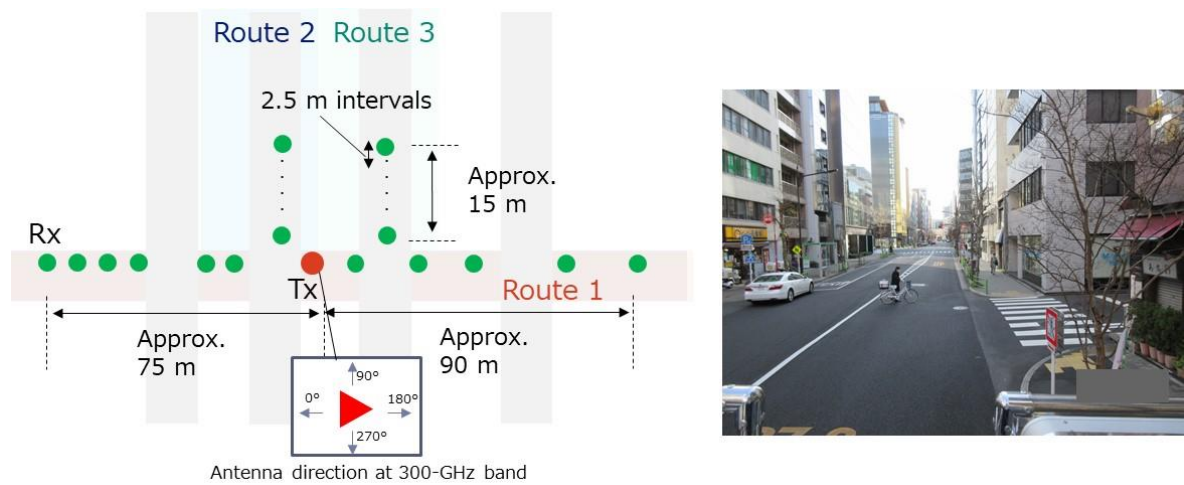 Route 2
Route 3
2.5 m intervals
Approx.
15 m
Rx
Tx
Route 1
Approx.
75 m
Approx.
90 m
90°
0°
180°
270°
Antenna direction at 300-GHz band